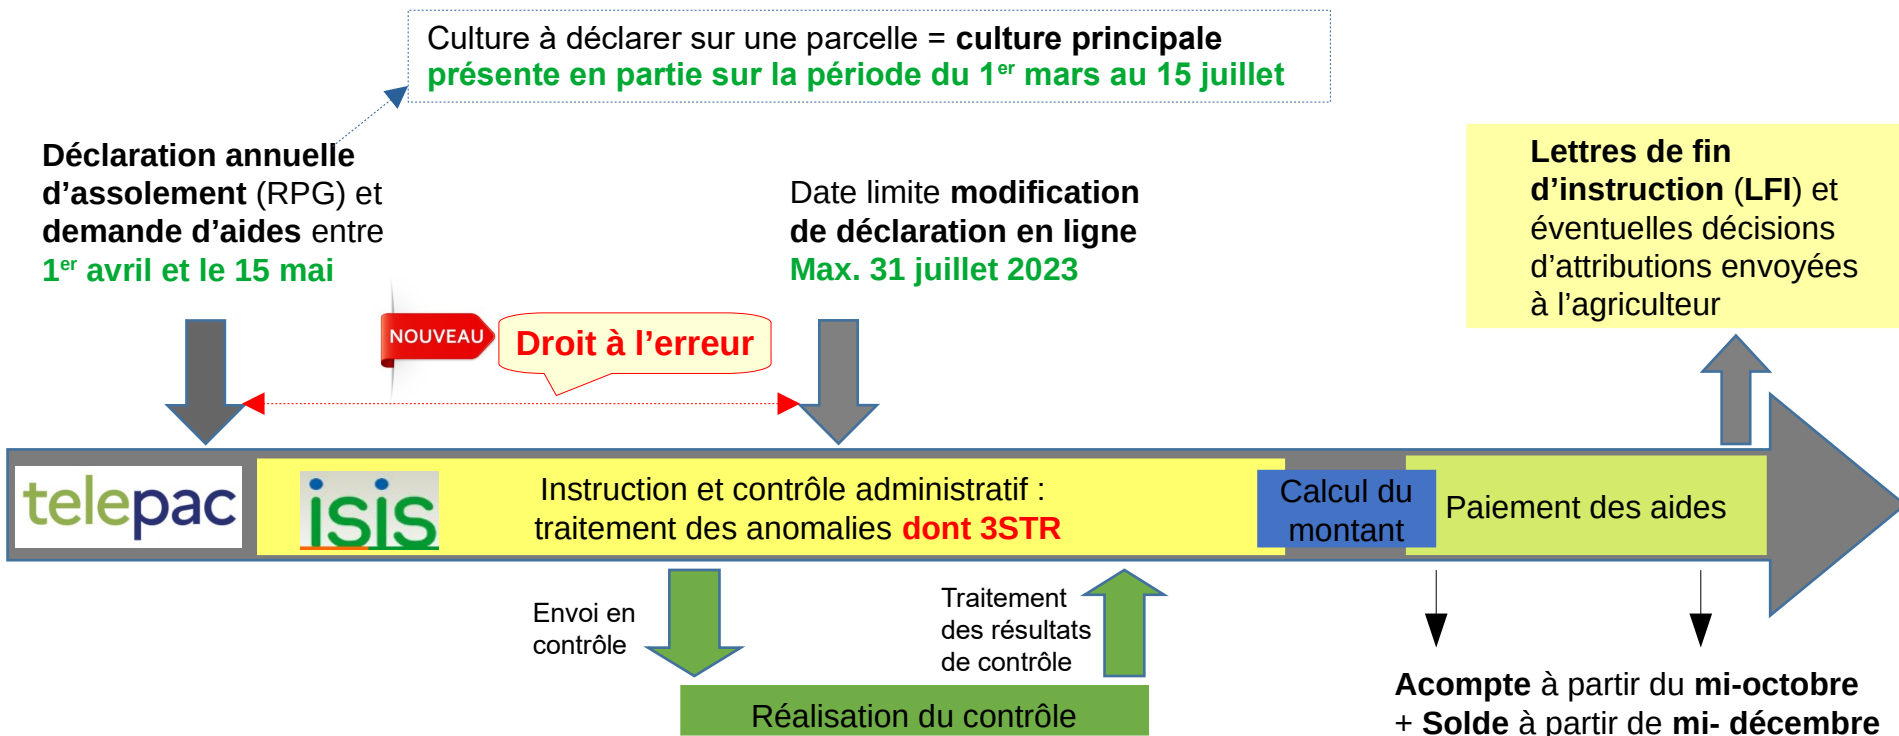 Culture à déclarer sur une parcelle = culture principale
présente en partie sur la période du 1er mars au 15 juillet
Déclaration annuelle
d’assolement (RPG) et
demande d’aides entre
1er avril et le 15 mai
Date limite modification
de déclaration en ligne
Max. 31 juillet 2023
Lettres de fin
d’instruction (LFI) et
éventuelles décisions
d’attributions envoyées
à l’agriculteur
NOUVEAU
Droit à l’erreur
telepac
isis
Instruction et contrôle administratif :
traitement des anomalies dont 3STR
Calcul du
montant
Paiement des aides
Envoi en
contrôle
Traitement
des résultats
de contrôle
Réalisation du contrôle
Acompte à partir du mi-octobre
+ Solde à partir de mi- décembre